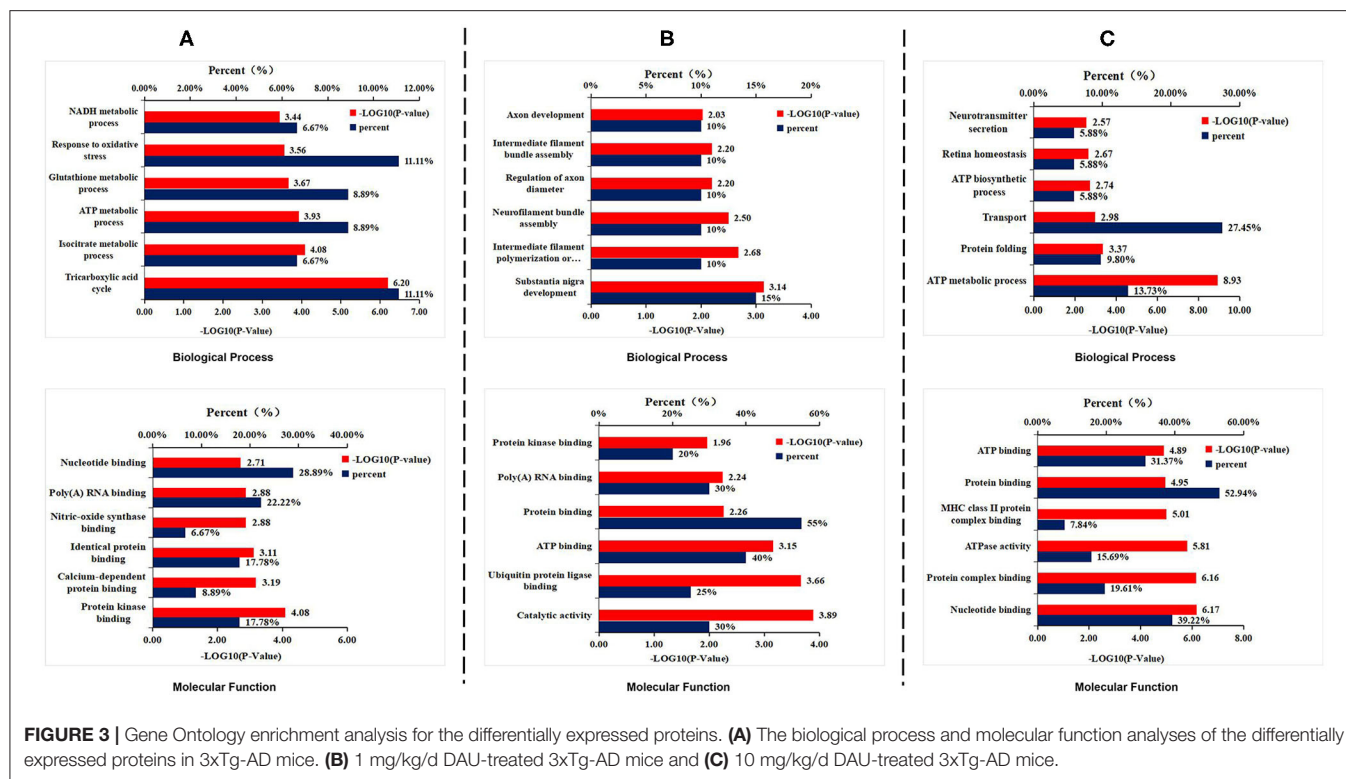 A
Percent (%)
0.00% 2.00% 4.00% 6.00% 8.00% 10.00% 12.00%
NADH metabolic
process
3.44
6.67%
-LOG10(P-value)
percent
Response to oxidative
stress
3.56
11.11%
Glutathione metabolic
process
3.67
8.89%
ATP metabolic
process
3.93
8.89%
Isocitrate metabolic
process
4.08
6.67%
Tricarboxylic acid
cycle
6.20
11.11%
0.00 1.00 2.00 3.00 4.00 5.00 6.00 7.00
-LOG10(P-Value)
Biological Process
Percent (%)
0.00% 10.00% 20.00% 30.00% 40.00%
Nucleotide binding
2.71
28.89%
-LOG10(P-value)
percent
Poly(A) RNA binding
2.88
22.22%
Nitric-oxide synthase
binding
2.88
6.67%
Identical protein
binding
3.11
17.78%
Calcium-dependent
protein binding
3.19
8.89%
Protein kinase
binding
4.08
17.78%
0.00 2.00 4.00 6.00
-LOG10(P-Value)
Molecular Function
B
Percent (%)
0% 5% 10% 15% 20%
Axon development
2.03
10%
-LOG10(P-value)
percent
Intermediate filament
bundle assembly
2.20
10%
Regulation of axon
diameter
2.20
10%
Neurofilament bundle
assembly
2.50
10%
Intermediate filament
polymerization or...
2.68
10%
Substantia nigra
development
3.14
15%
0.00 1.00 2.00 3.00 4.00
-LOG10(P-Value)
Biological Process
Percent (%)
0% 20% 40% 60%
Protein kinase binding
1.96
20%
-LOG10(P-value)
percent
Poly(A) RNA binding
2.24
30%
Protein binding
2.26
55%
ATP binding
3.15
40%
Ubiquitin protein ligase
binding
3.66
25%
Catalytic activity
3.89
30%
0.00 1.00 2.00 3.00 4.00
-LOG10(P-Value)
Molecular Function
C
Percent (%)
0.00% 10.00% 20.00% 30.00%
Neurotransmitter
secretion
2.57
5.88%
-LOG10(P-value)
percent
Retina homeostasis
2.67
5.88%
ATP biosynthetic
process
2.74
5.88%
Transport
2.98
27.45%
Protein folding
3.37
9.80%
ATP metabolic process
8.93
13.73%
0.00 2.00 4.00 6.00 8.00 10.00
-LOG10(P-Value)
Biological Process
Percent (%)
0.00% 20.00% 40.00% 60.00%
ATP binding
4.89
31.37%
-LOG10(P-value)
percent
Protein binding
4.95
52.94%
MHC class II protein
complex binding
5.01
7.84%
ATPase activity
5.81
15.69%
Protein complex binding
6.16
19.61%
Nucleotide binding
6.17
39.22%
0.00 2.00 4.00 6.00 8.00
-LOG10(P-Value)
Molecular Function
FIGURE 3 | Gene Ontology enrichment analysis for the differentially expressed proteins. (A) The biological process and molecular function analyses of the differentially
expressed proteins in 3xTg-AD mice. (B) 1 mg/kg/d DAU-treated 3xTg-AD mice and (C) 10 mg/kg/d DAU-treated 3xTg-AD mice.